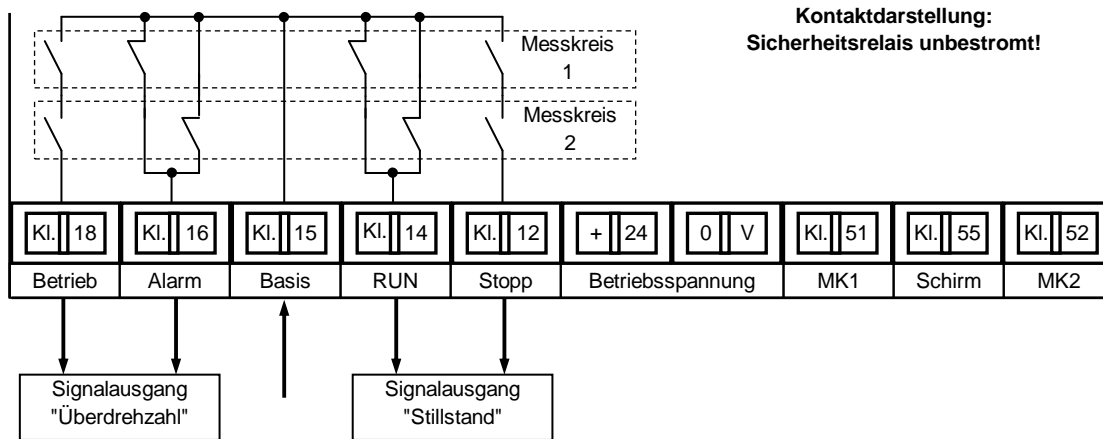 Kontaktdarstellung:
Sicherheitsrelais unbestromt!
Messkreis
1
Messkreis
2
Kl. 18 Kl. 16 Kl. 15 Kl. 14 Kl. 12 + 24 0 V Kl. 51 Kl. 55 Kl. 52
Betrieb Alarm Basis RUN Stopp Betriebsspannung MK1 Schirm MK2
Signalausgang
"Überdrehzahl"
Signalausgang
"Stillstand"